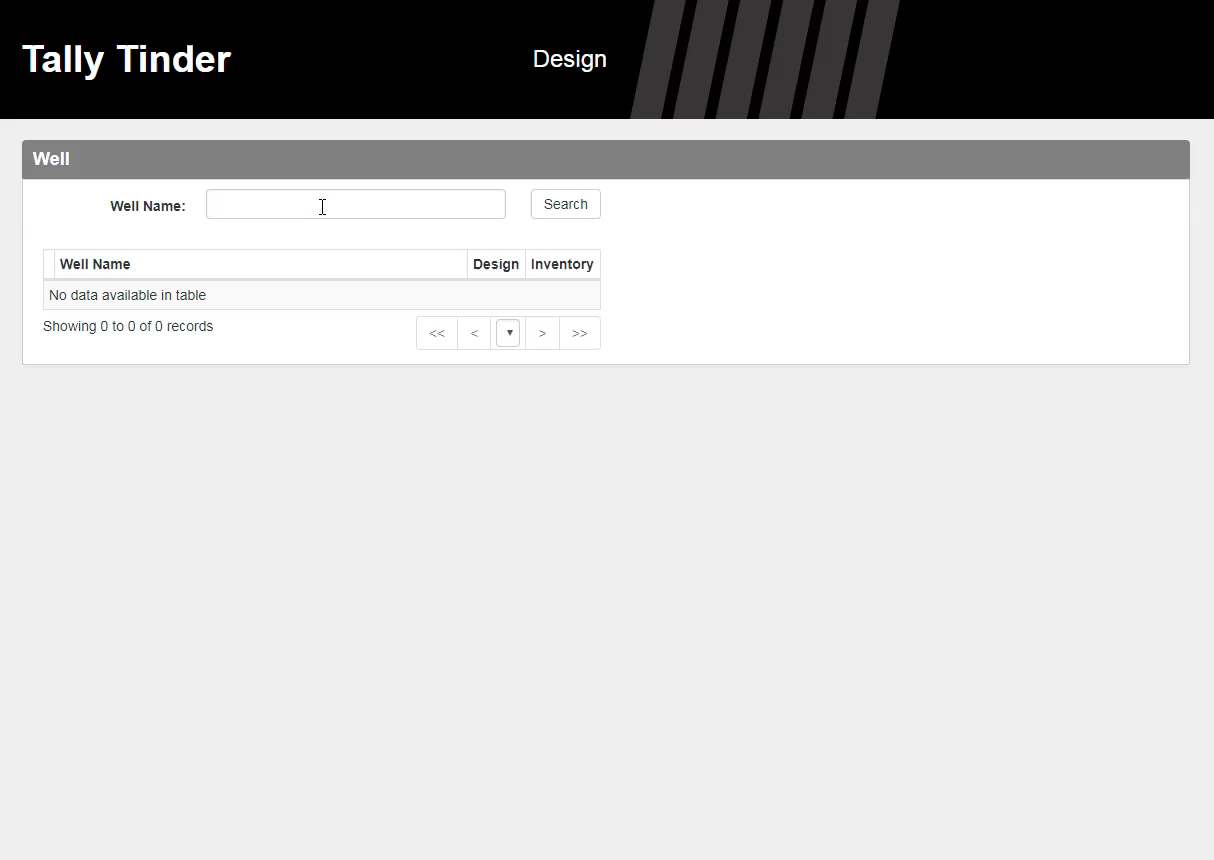 Tally Tinder Design
Well
Well Name: Search
Well Name Design Inventory
No data available in table
Showing 0 to 0 of 0 records << < > >>